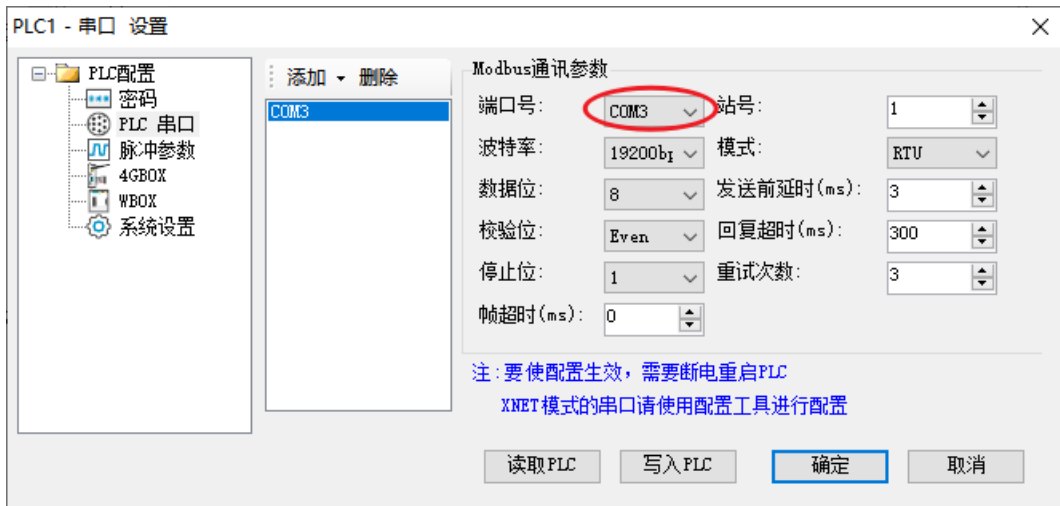 PLC1 - 串口 设置
PLC配置
密码
PLC 串口
脉冲参数
4GBOX
WBOX
系统设置
添加 删除
COM3
Modbus通讯参数
端口号: COM3 站号: 1
波特率: 19200bp 模式: RTU
数据位: 8 发送前延时(ms): 3
校验位: Even 回复超时(ms): 300
停止位: 1 重试次数: 3
帧超时(ms): 0
注:要使配置生效，需要断电重启PLC
XNET模式的串口请使用配置工具进行配置
读取PLC 写入PLC 确定 取消